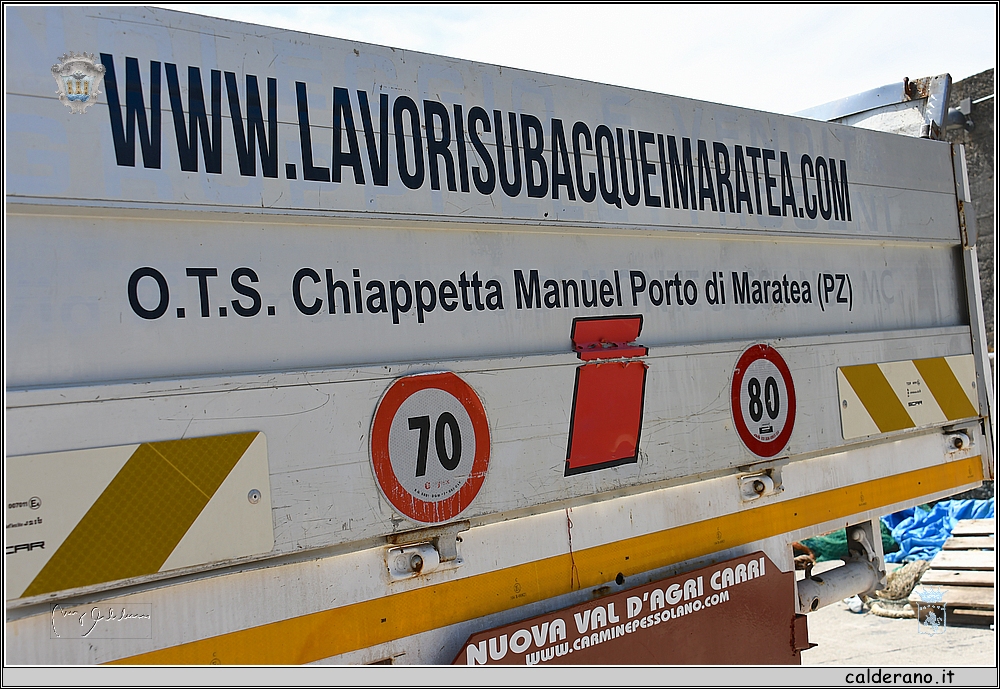 WWW.LAVORISUBACQUEIMARATEA.COM
O.T.S. Chiappetta Manuel Porto di Maratea (PZ)
70
80
NUOVA VAL D'AGRI CARRI
WWW.CARMINEPESSOLANO.COM
calderano.it